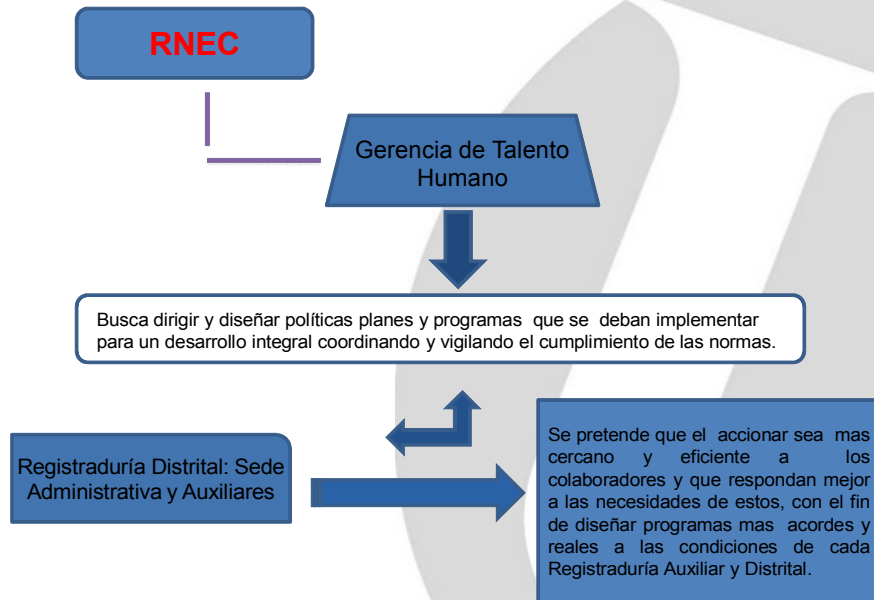 RNEC
Gerencia de Talento
Humano
Busca dirigir y diseñar políticas planes y programas que se deban implementar
para un desarrollo integral coordinando y vigilando el cumplimiento de las normas.
Registraduría Distrital: Sede
Administrativa y Auxiliares
Se pretende que el accionar sea mas
cercano y eficiente a los
colaboradores y que respondan mejor
a las necesidades de estos, con el fin
de diseñar programas mas acordes y
reales a las condiciones de cada
Registraduría Auxiliar y Distrital.